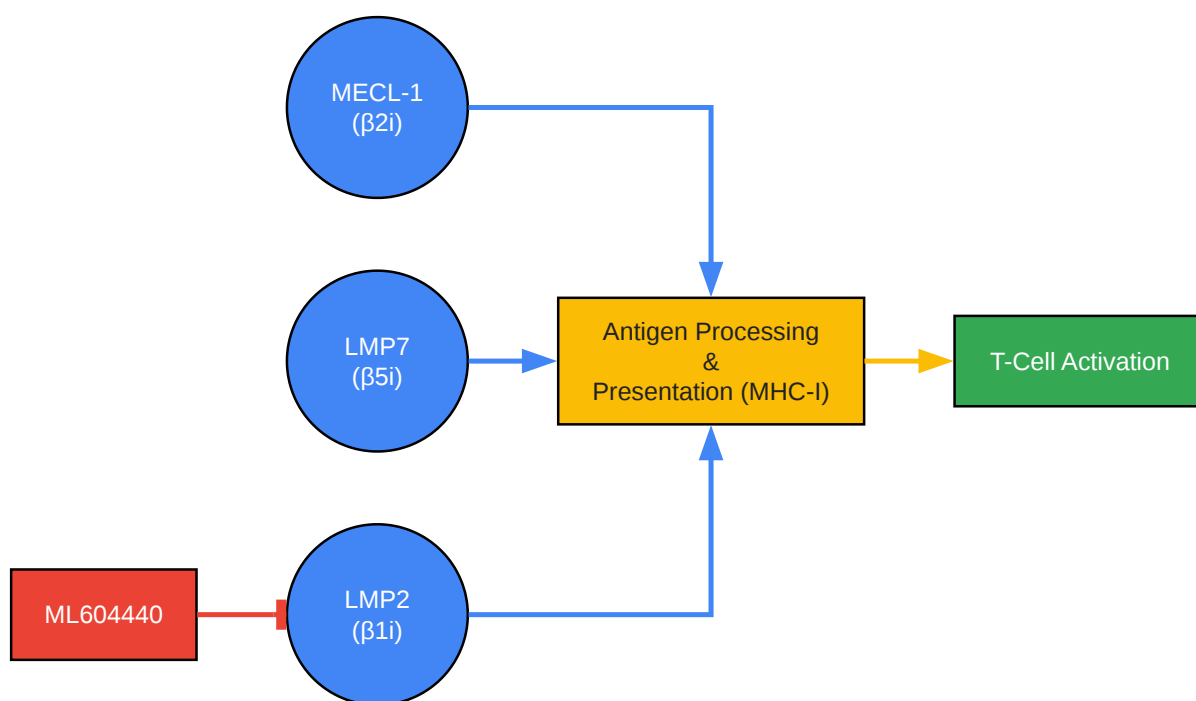 MECL-1
(β2i)
LMP7
(β5i)
Antigen Processing
&
Presentation (MHC-I)
T-Cell Activation
ML604440
LMP2
(β1i)